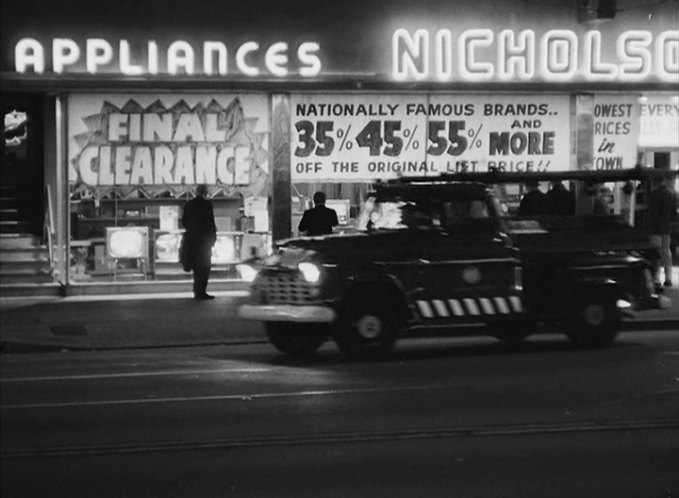 APPLIANCES
NICHOLSO
FINAL
CLEARANCE
NATIONALLY FAMOUS BRANDS..
35% 45% 55% AND MORE
OFF THE ORIGINAL LIST PRICE!!
OWEST
RICES
in
OWN
EVERY